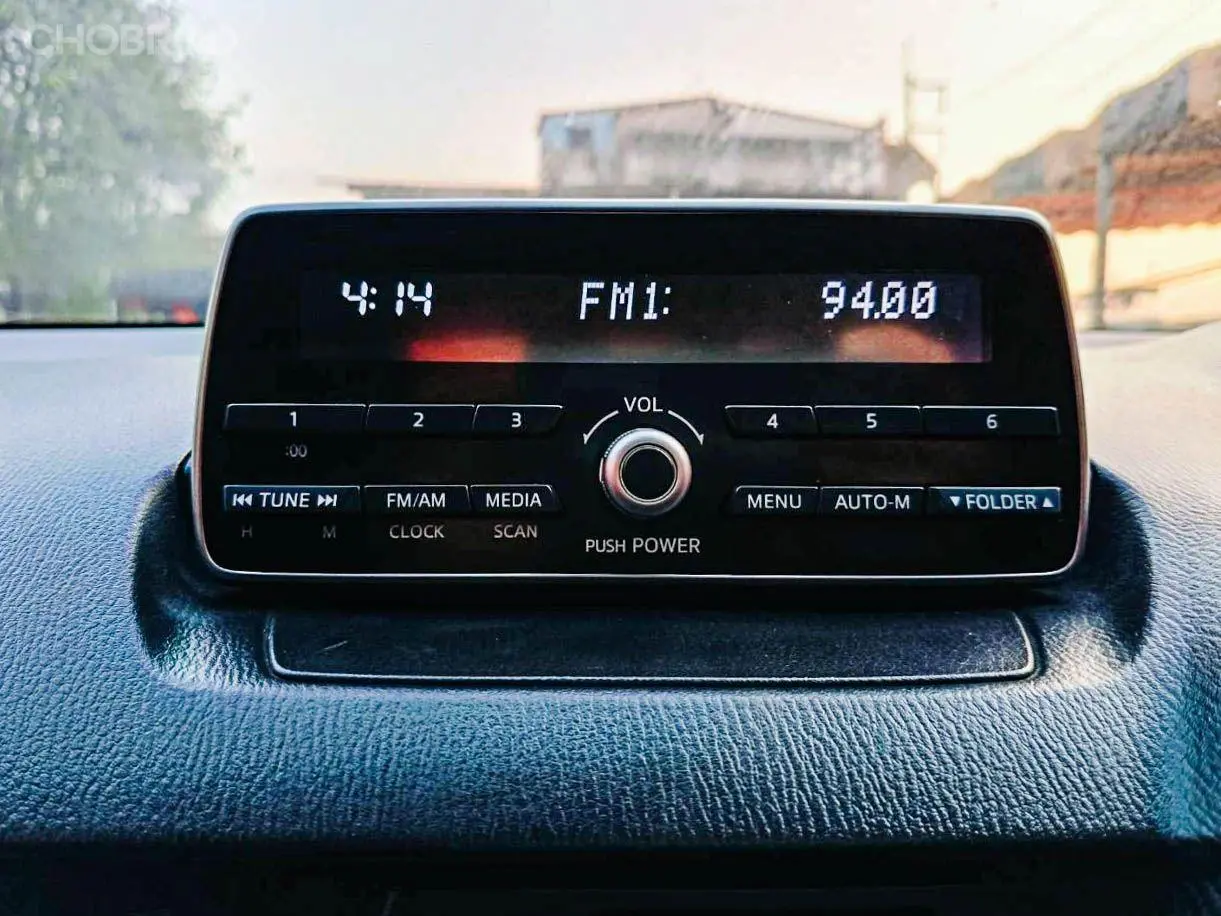 4:14 FM1: 94.00
VOL
1 2 3 4 5 6
:00
⏮ TUNE ⏭ FM/AM MEDIA MENU AUTO-M ▼ FOLDER ▲
H M CLOCK SCAN
PUSH POWER